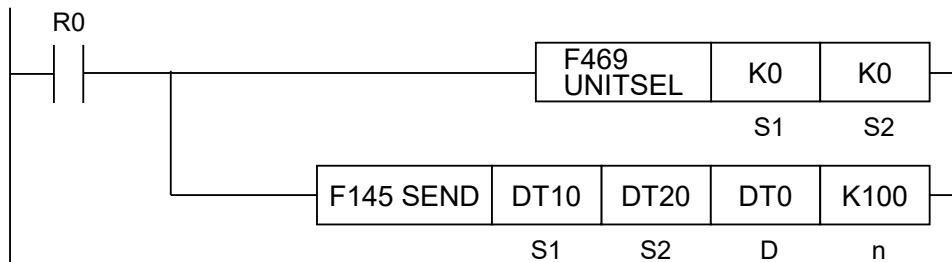 R0
F469
UNITSEL K0 K0
S1 S2
F145 SEND DT10 DT20 DT0 K100
S1 S2 D n